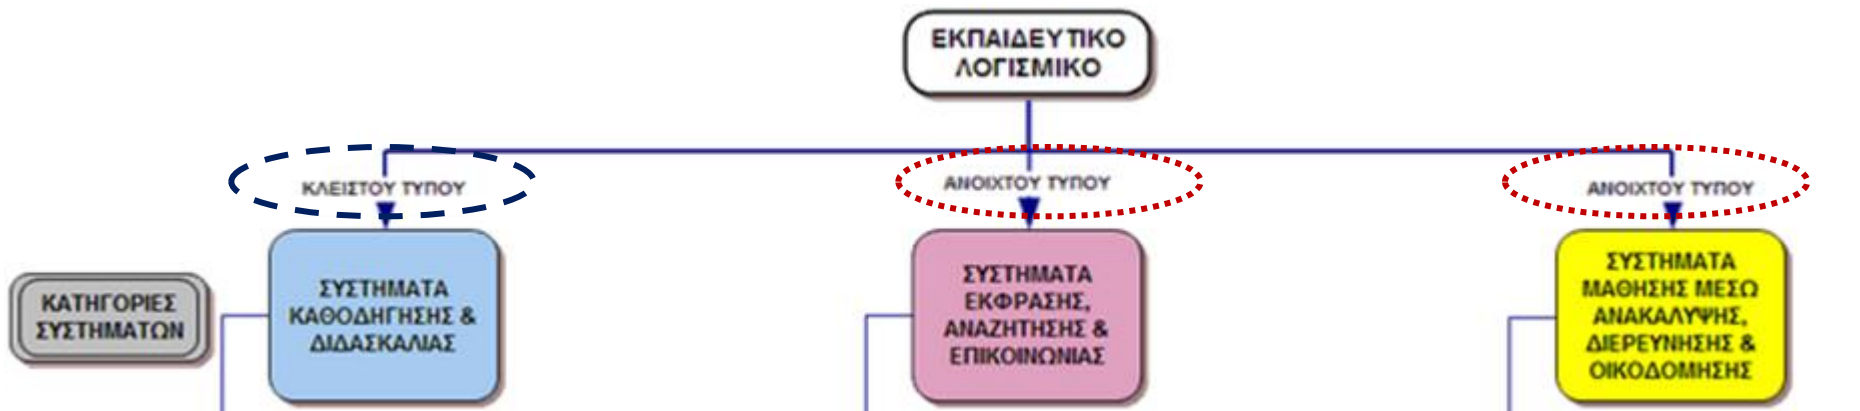 ΕΚΠΑΙΔΕΥΤΙΚΟ
ΛΟΓΙΣΜΙΚΟ
ΚΛΕΙΣΤΟΥ ΤΥΠΟΥ
ΑΝΟΙΧΤΟΥ ΤΥΠΟΥ
ΑΝΟΙΧΤΟΥ ΤΥΠΟΥ
ΚΑΤΗΓΟΡΙΕΣ
ΣΥΣΤΗΜΑΤΩΝ
ΣΥΣΤΗΜΑΤΑ
ΚΑΘΟΔΗΓΗΣΗΣ &
ΔΙΔΑΣΚΑΛΙΑΣ
ΣΥΣΤΗΜΑΤΑ
ΕΚΦΡΑΣΗΣ,
ΑΝΑΖΗΤΗΣΗΣ &
ΕΠΙΚΟΙΝΩΝΙΑΣ
ΣΥΣΤΗΜΑΤΑ
ΜΑΘΗΣΗΣ ΜΕΣΩ
ΑΝΑΚΑΛΥΨΗΣ,
ΔΙΕΡΕΥΝΗΣΗΣ &
ΟΙΚΟΔΟΜΗΣΗΣ